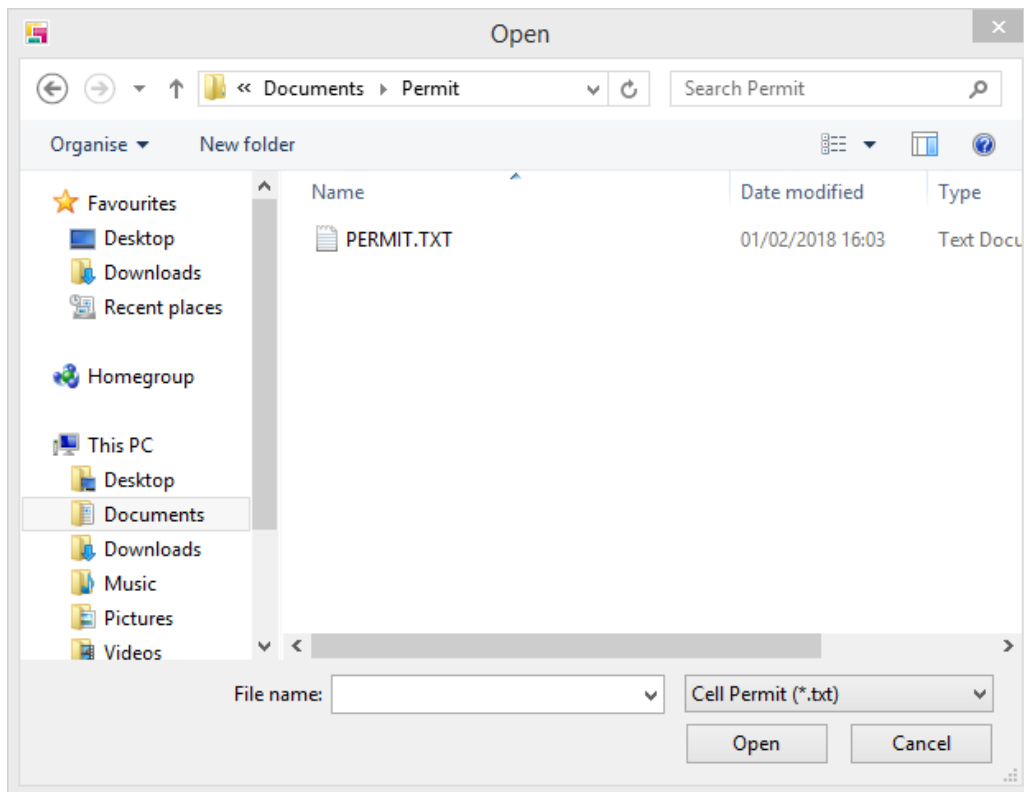 Open
« Documents Permit
Search Permit
Organise
New folder
Name
Date modified
Type
Favourites
Desktop
Downloads
Recent places
Homegroup
This PC
Desktop
Documents
Downloads
Music
Pictures
Videos
PERMIT.TXT
01/02/2018 16:03
Text Docu
File name:
Cell Permit (*.txt)
Open
Cancel